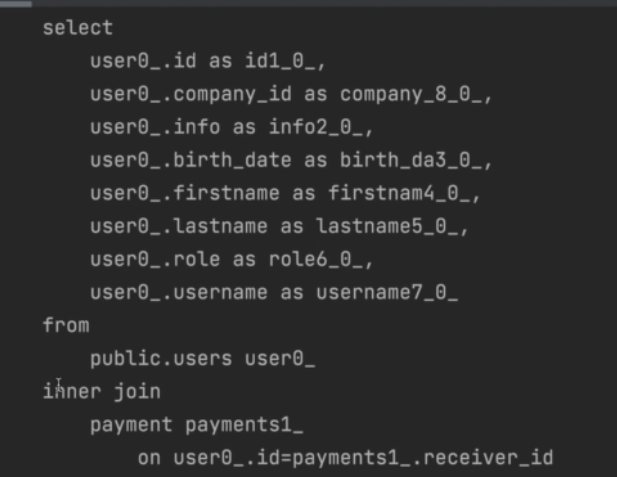 select
user0_.id as id1_0_,
user0_.company_id as company_8_0_,
user0_.info as info2_0_,
user0_.birth_date as birth_da3_0_,
user0_.firstname as firstnam4_0_,
user0_.lastname as lastname5_0_,
user0_.role as role6_0_,
user0_.username as username7_0_
from
public.users user0_
inner join
payment payments1_
on user0_.id=payments1_.receiver_id